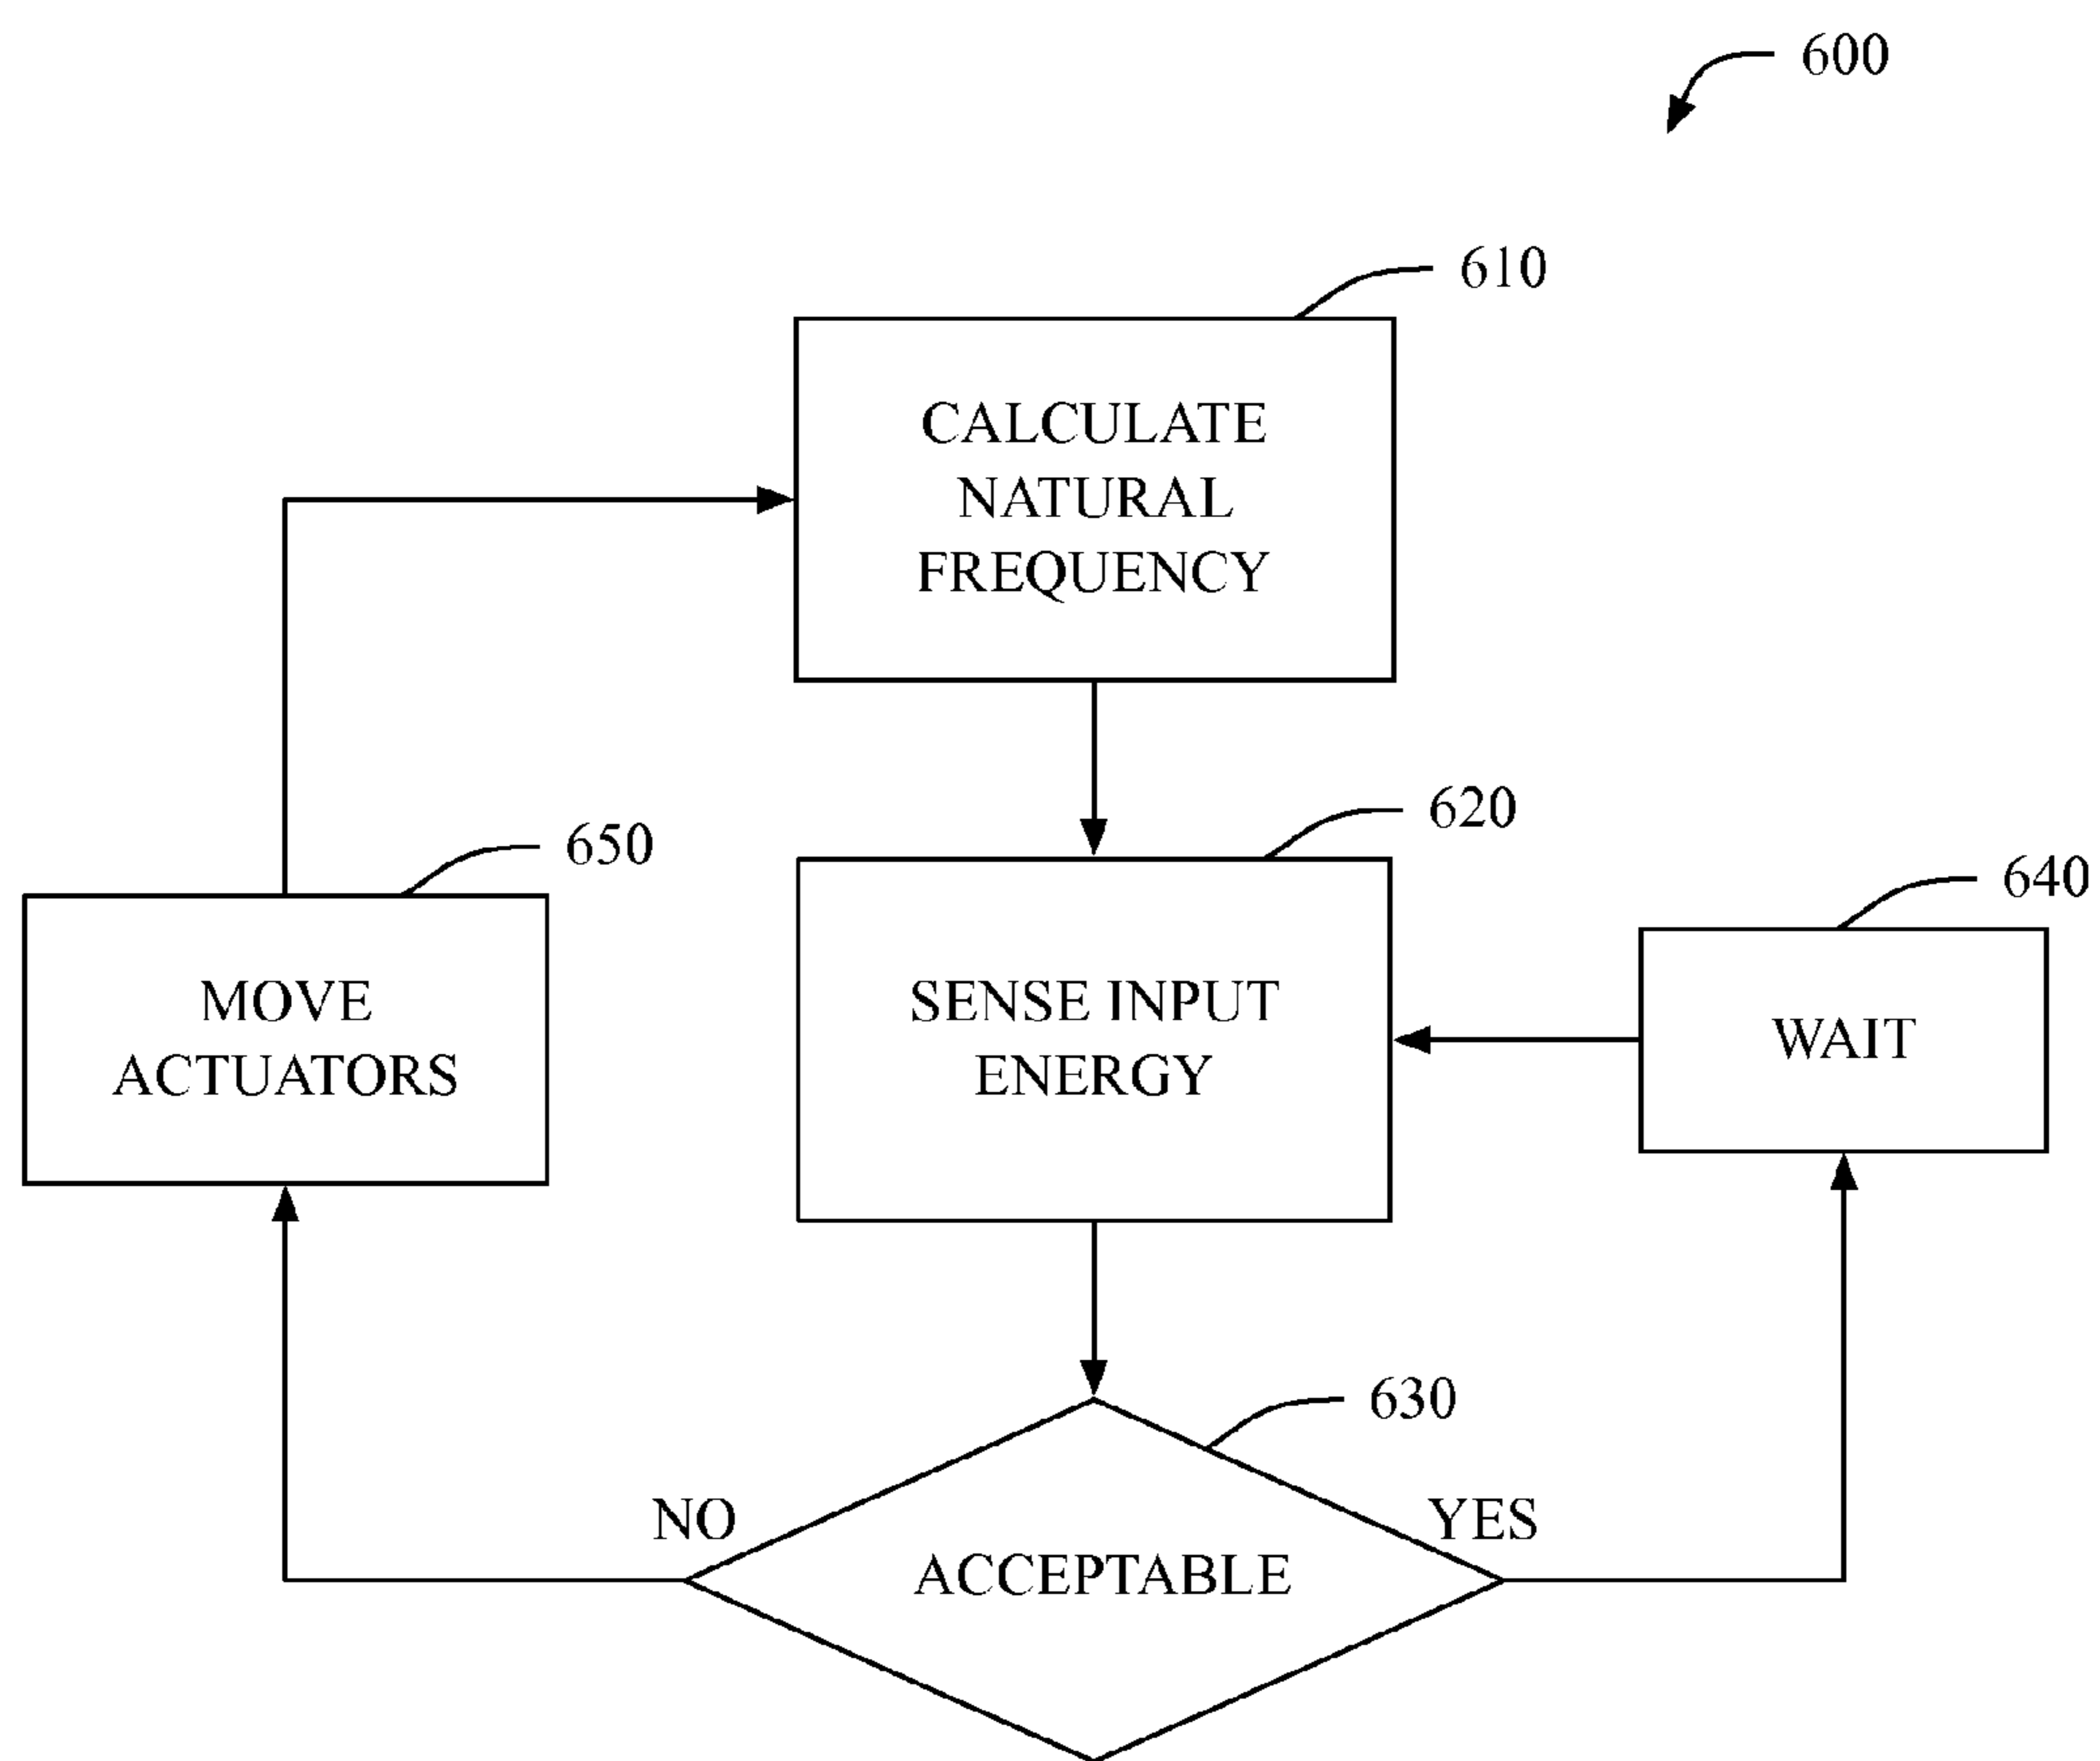 600
610
CALCULATE
NATURAL
FREQUENCY
620
650
640
MOVE
ACTUATORS
SENSE INPUT
ENERGY
WAIT
630
NO
YES
ACCEPTABLE